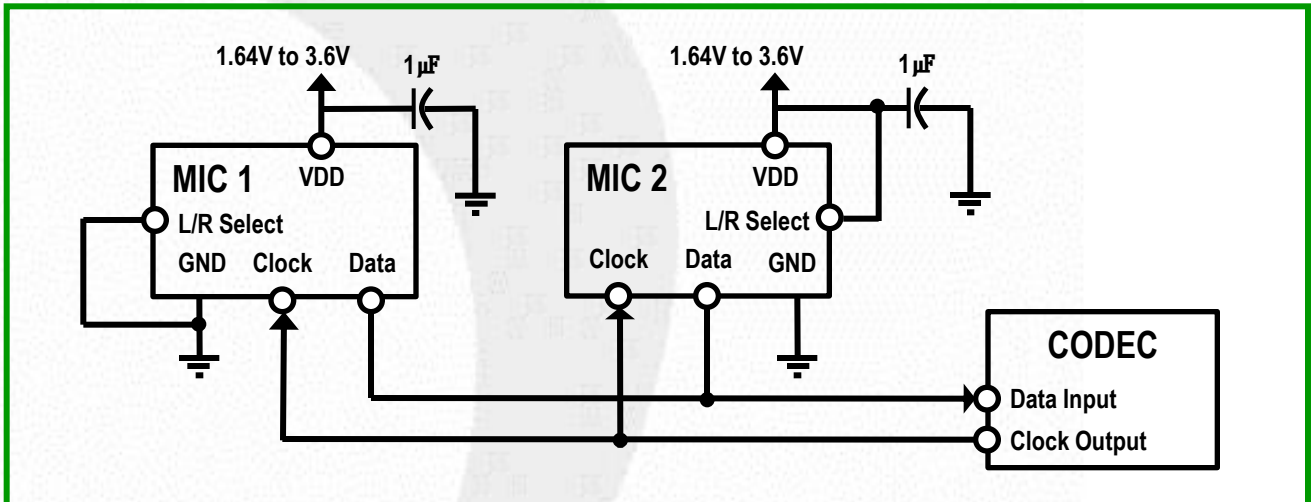 1.64V to 3.6V
1μF
MIC 1
VDD
L/R Select
GND
Clock
Data
1.64V to 3.6V
1μF
MIC 2
VDD
L/R Select
Clock
Data
GND
CODEC
Data Input
Clock Output